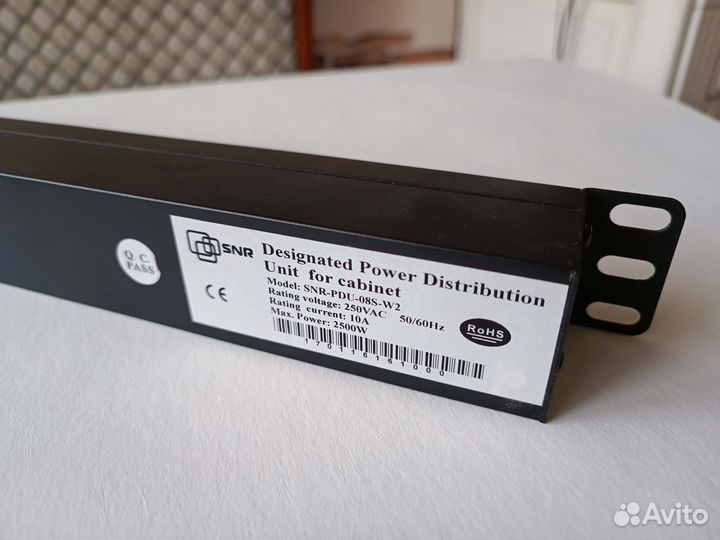 Q.C.
PASS
SNR
Designated Power Distribution
Unit for cabinet
Model: SNR-PDU-08S-W2
Rating voltage: 250VAC 50/60Hz
Rating current: 10A
Max. Power: 2500W
CE
RoHS
170116161000
Avito